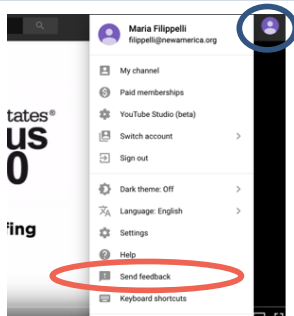 Maria Filippelli
filippelli@newamerica.org
My channel
Paid memberships
YouTube Studio (beta)
Switch account
Sign out
Dark theme: Off
Language: English
Settings
Help
Send feedback
Keyboard shortcuts
tates®
us
0
fing